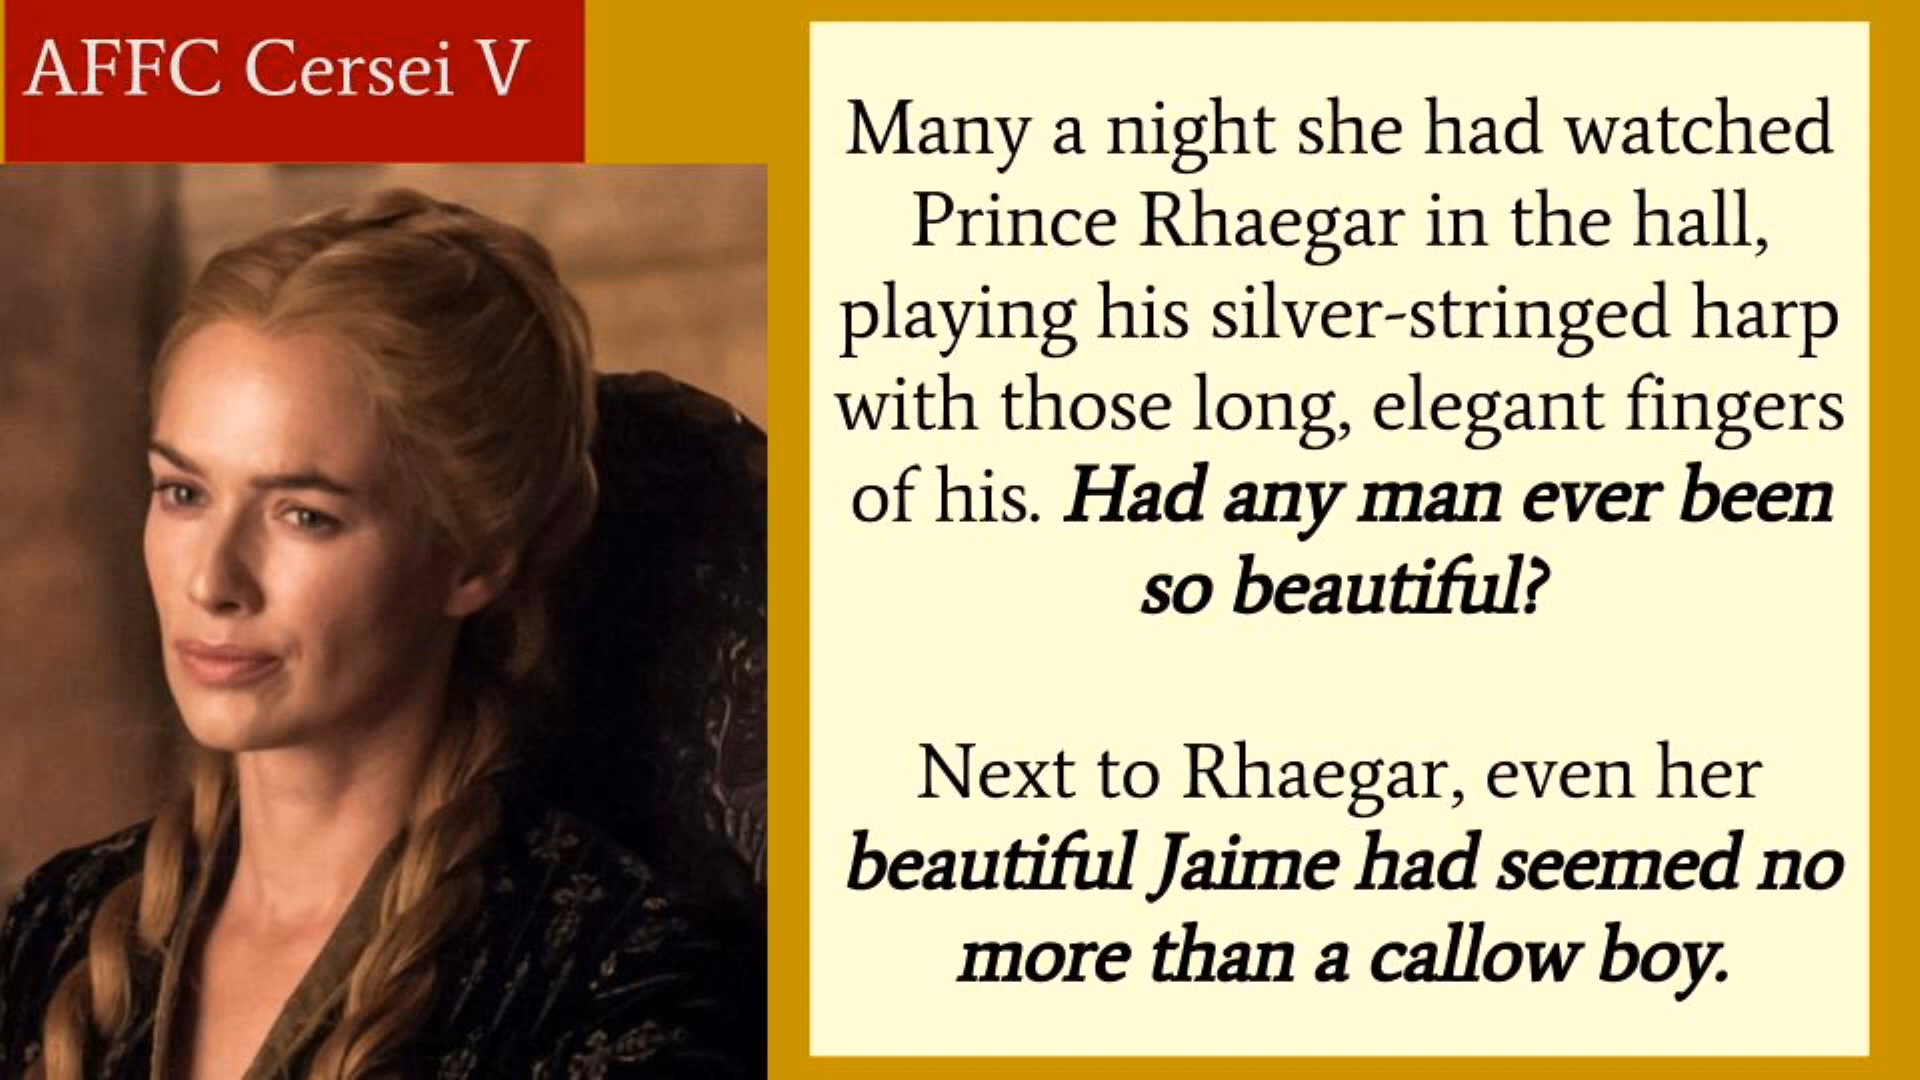 AFFC Cersei V
Many a night she had watched
Prince Rhaegar in the hall,
playing his silver-stringed harp
with those long, elegant fingers
of his. Had any man ever been
so beautiful?
Next to Rhaegar, even her
beautiful Jaime had seemed no
more than a callow boy.